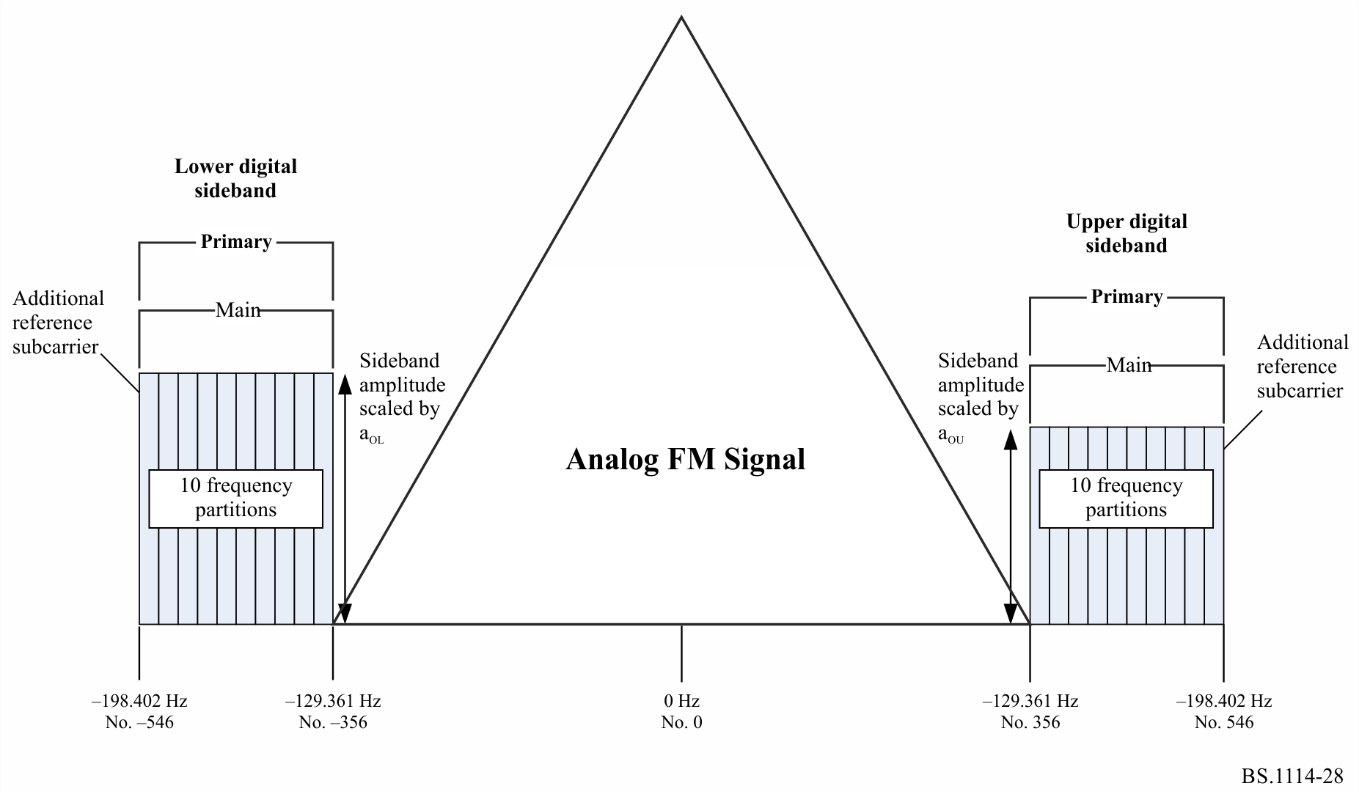 Lower digital
sideband
Primary
Main
Additional
reference
subcarrier
Sideband
amplitude
scaled by
aOL
10 frequency
partitions
Analog FM Signal
Upper digital
sideband
Primary
Main
Additional
reference
subcarrier
Sideband
amplitude
scaled by
aOU
10 frequency
partitions
–198.402 Hz
No. –546
–129.361 Hz
No. –356
0 Hz
No. 0
–129.361 Hz
No. 356
–198.402 Hz
No. 546
BS.1114-28